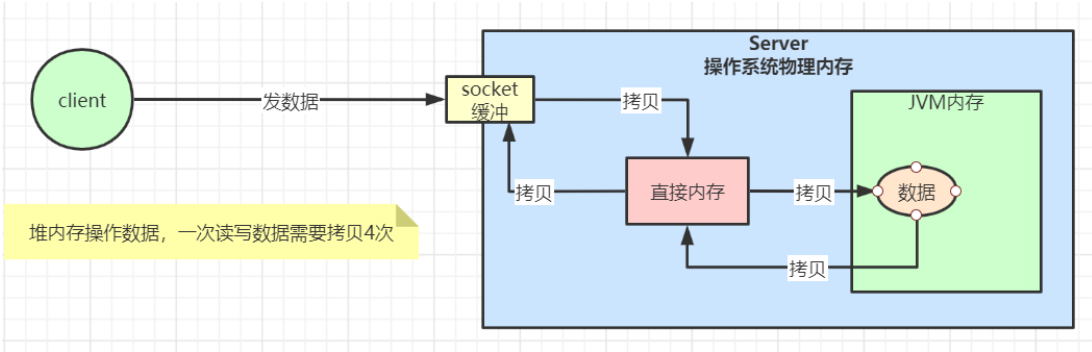 Server
操作系统物理内存
client
发数据
socket
缓冲
拷贝
JVM内存
拷贝
直接内存
拷贝
数据
堆内存操作数据，一次读写数据需要拷贝4次
拷贝